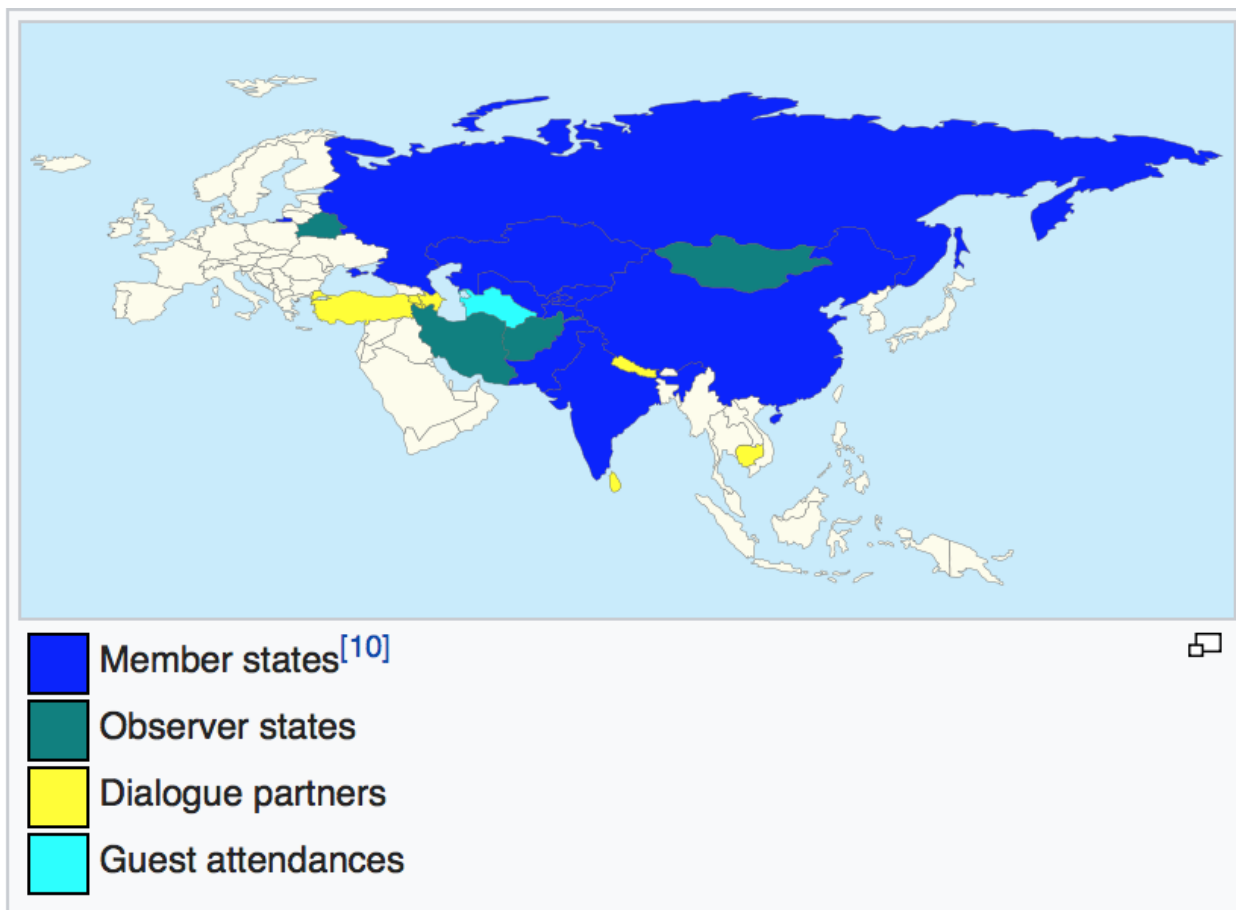 Member states[10]
Observer states
Dialogue partners
Guest attendances